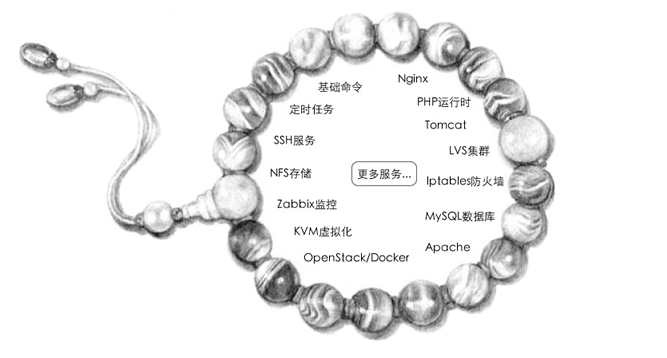 基础命令
定时任务
SSH服务
NFS存储
Zabbix监控
KVM虚拟化
OpenStack/Docker
更多服务...
Nginx
PHP运行时
Tomcat
LVS集群
Iptables防火墙
MySQL数据库
Apache